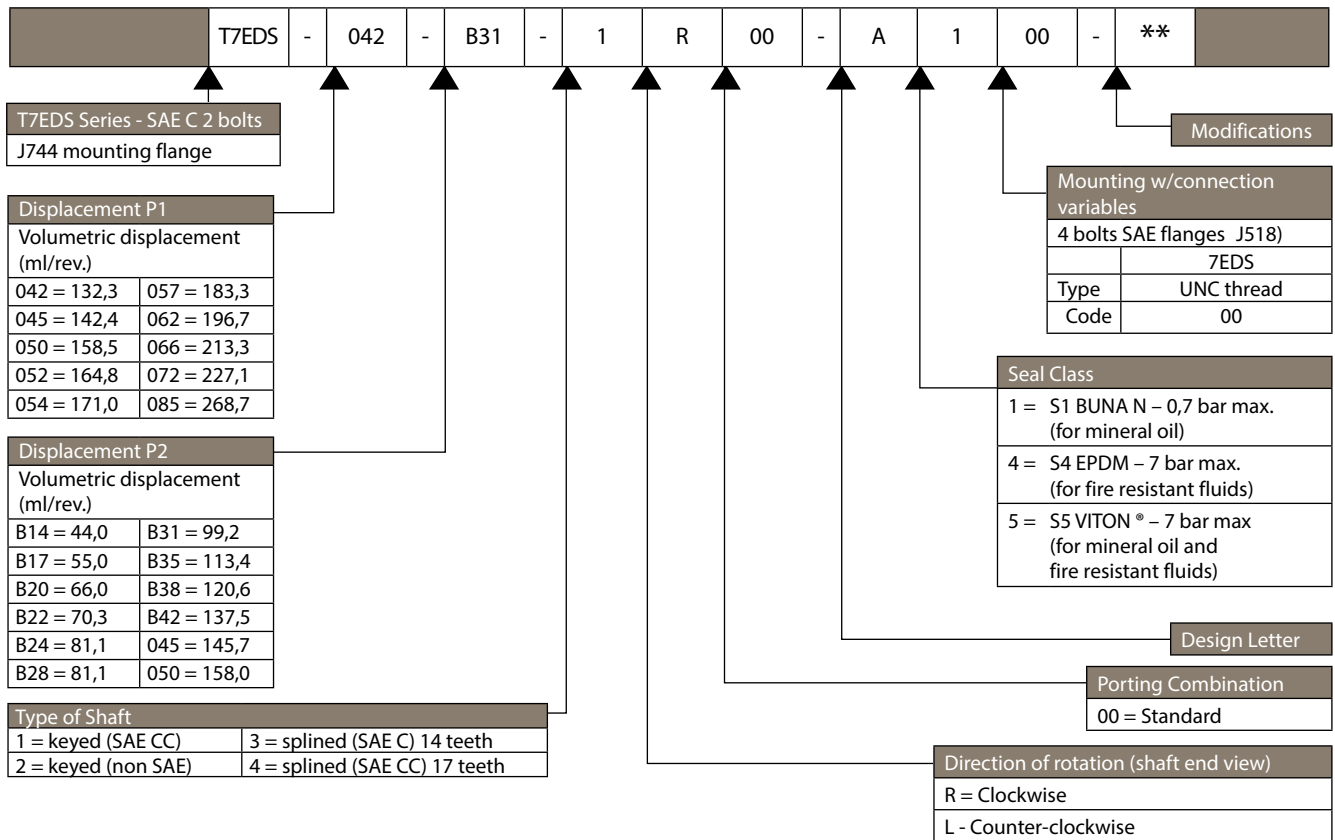 T7EDS - 042 - B31 - 1 R 00 - A 1 00 - **
T7EDS Series - SAE C 2 bolts
J744 mounting flange
Displacement P1
Volumetric displacement
(ml/rev.)
042 = 132,3 057 = 183,3
045 = 142,4 062 = 196,7
050 = 158,5 066 = 213,3
052 = 164,8 072 = 227,1
054 = 171,0 085 = 268,7
Displacement P2
Volumetric displacement
(ml/rev.)
B14 = 44,0 B31 = 99,2
B17 = 55,0 B35 = 113,4
B20 = 66,0 B38 = 120,6
B22 = 70,3 B42 = 137,5
B24 = 81,1 045 = 145,7
B28 = 81,1 050 = 158,0
Type of Shaft
1 = keyed (SAE CC) 3 = splined (SAE C) 14 teeth
2 = keyed (non SAE) 4 = splined (SAE CC) 17 teeth
Modifications
Mounting w/connection
variables
4 bolts SAE flanges J518)
7EDS
Type UNC thread
Code 00
Seal Class
1 = S1 BUNA N – 0,7 bar max.
(for mineral oil)
4 = S4 EPDM – 7 bar max.
(for fire resistant fluids)
5 = S5 VITON ® – 7 bar max
(for mineral oil and
fire resistant fluids)
Design Letter
Porting Combination
00 = Standard
Direction of rotation (shaft end view)
R = Clockwise
L - Counter-clockwise